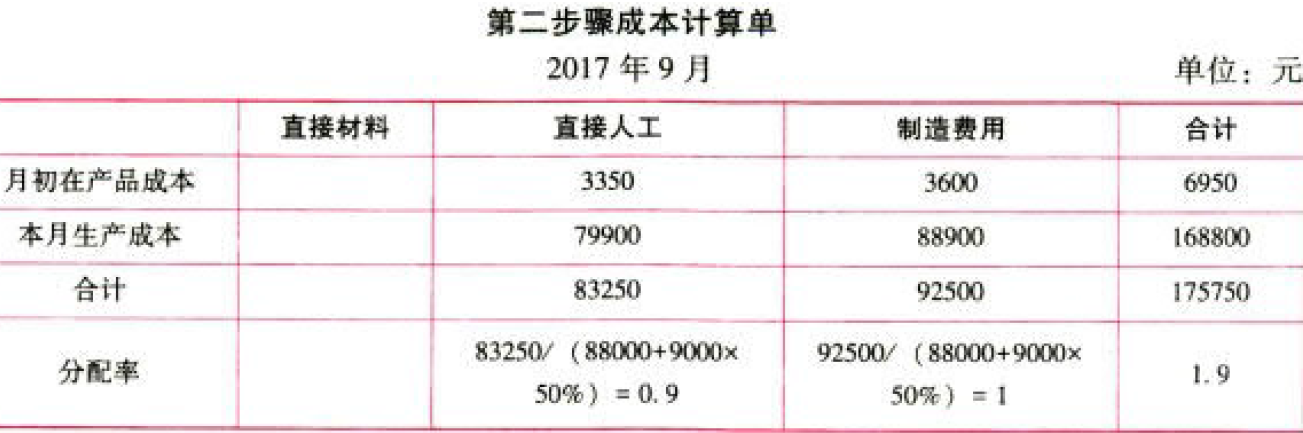 第二步骤成本计算单
2017 年 9 月
单位：元
直接材料 直接人工 制造费用 合计
月初在产品成本 3350 3600 6950
本月生产成本 79900 88900 168800
合计 83250 92500 175750
分配率 83250/（88000+9000×50%）= 0.9 92500/（88000+9000×50%）= 1 1.9